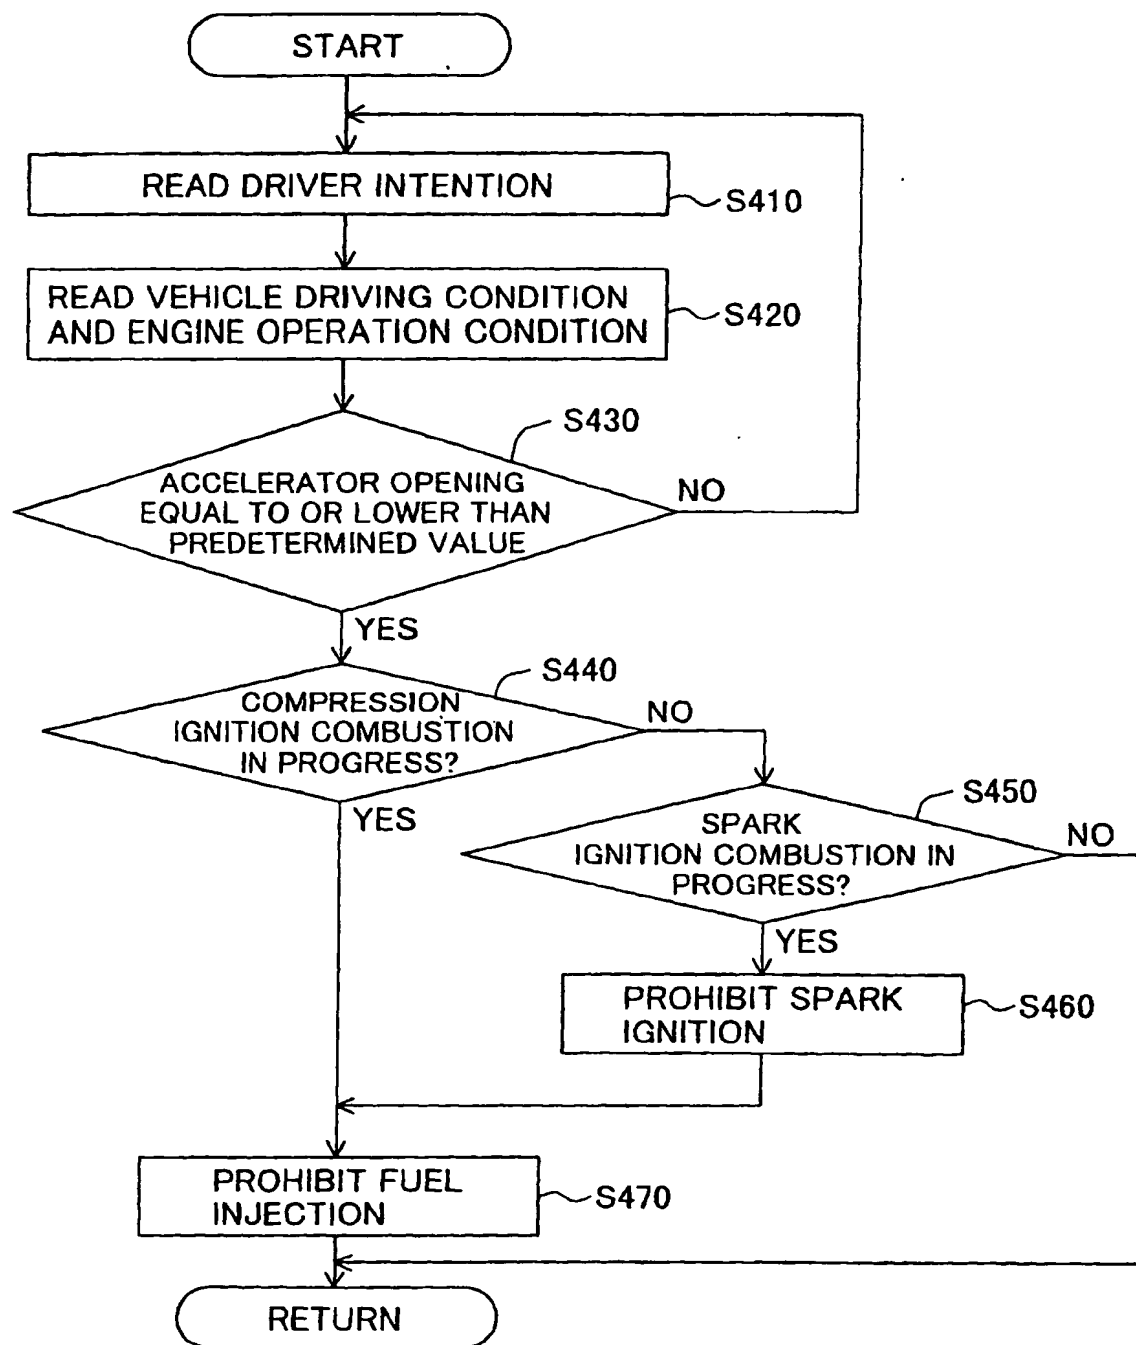 START
READ DRIVER INTENTION
S410
READ VEHICLE DRIVING CONDITION
AND ENGINE OPERATION CONDITION
S420
S430
ACCELERATOR OPENING
EQUAL TO OR LOWER THAN
PREDETERMINED VALUE
NO
YES
S440
COMPRESSION
IGNITION COMBUSTION
IN PROGRESS?
NO
YES
S450
SPARK
IGNITION COMBUSTION IN
PROGRESS?
NO
YES
PROHIBIT SPARK
IGNITION
S460
PROHIBIT FUEL
INJECTION
S470
RETURN